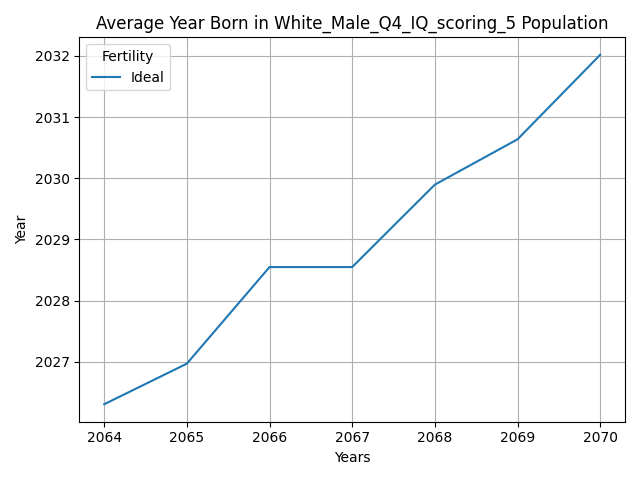 Average Year Born in White_Male_Q4_IQ_scoring_5 Population
Fertility
Ideal
2032
2031
2030
2029
2028
2027
Year
2064 2065 2066 2067 2068 2069 2070
Years